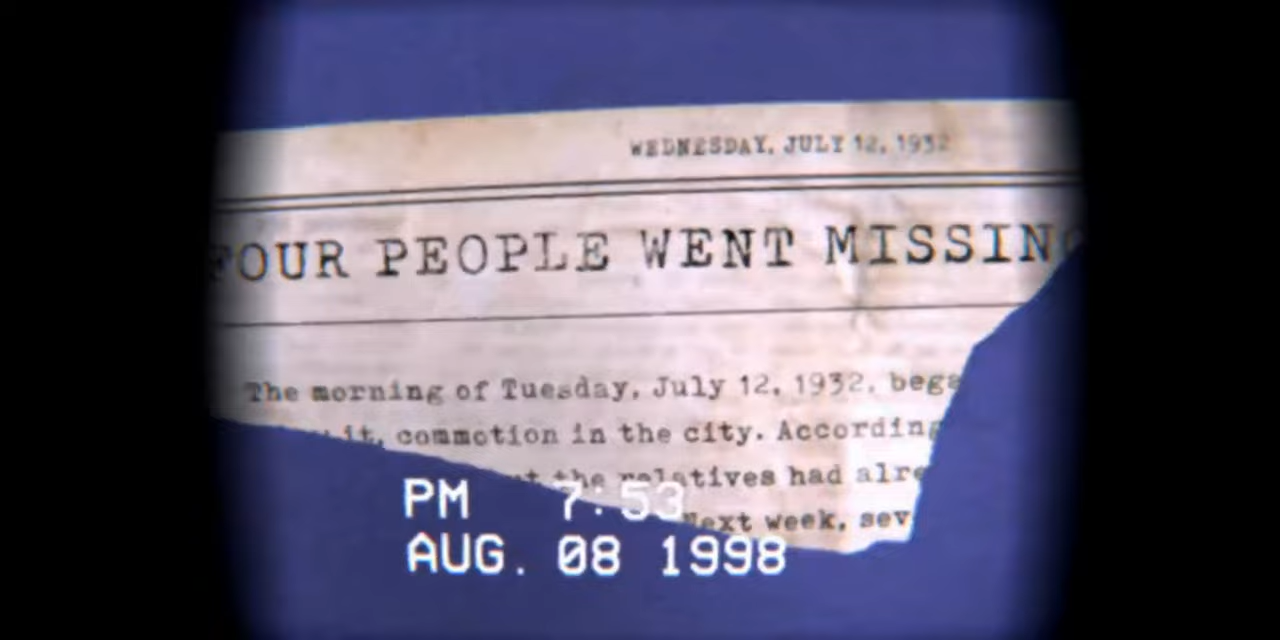 WEDNESDAY, JULY 12, 1932
FOUR PEOPLE WENT MISSING
The morning of Tuesday, July 12, 1932, bega
it, commotion in the city. According
the relatives had alre
Next week, sev
PM 7:53
AUG. 08 1998